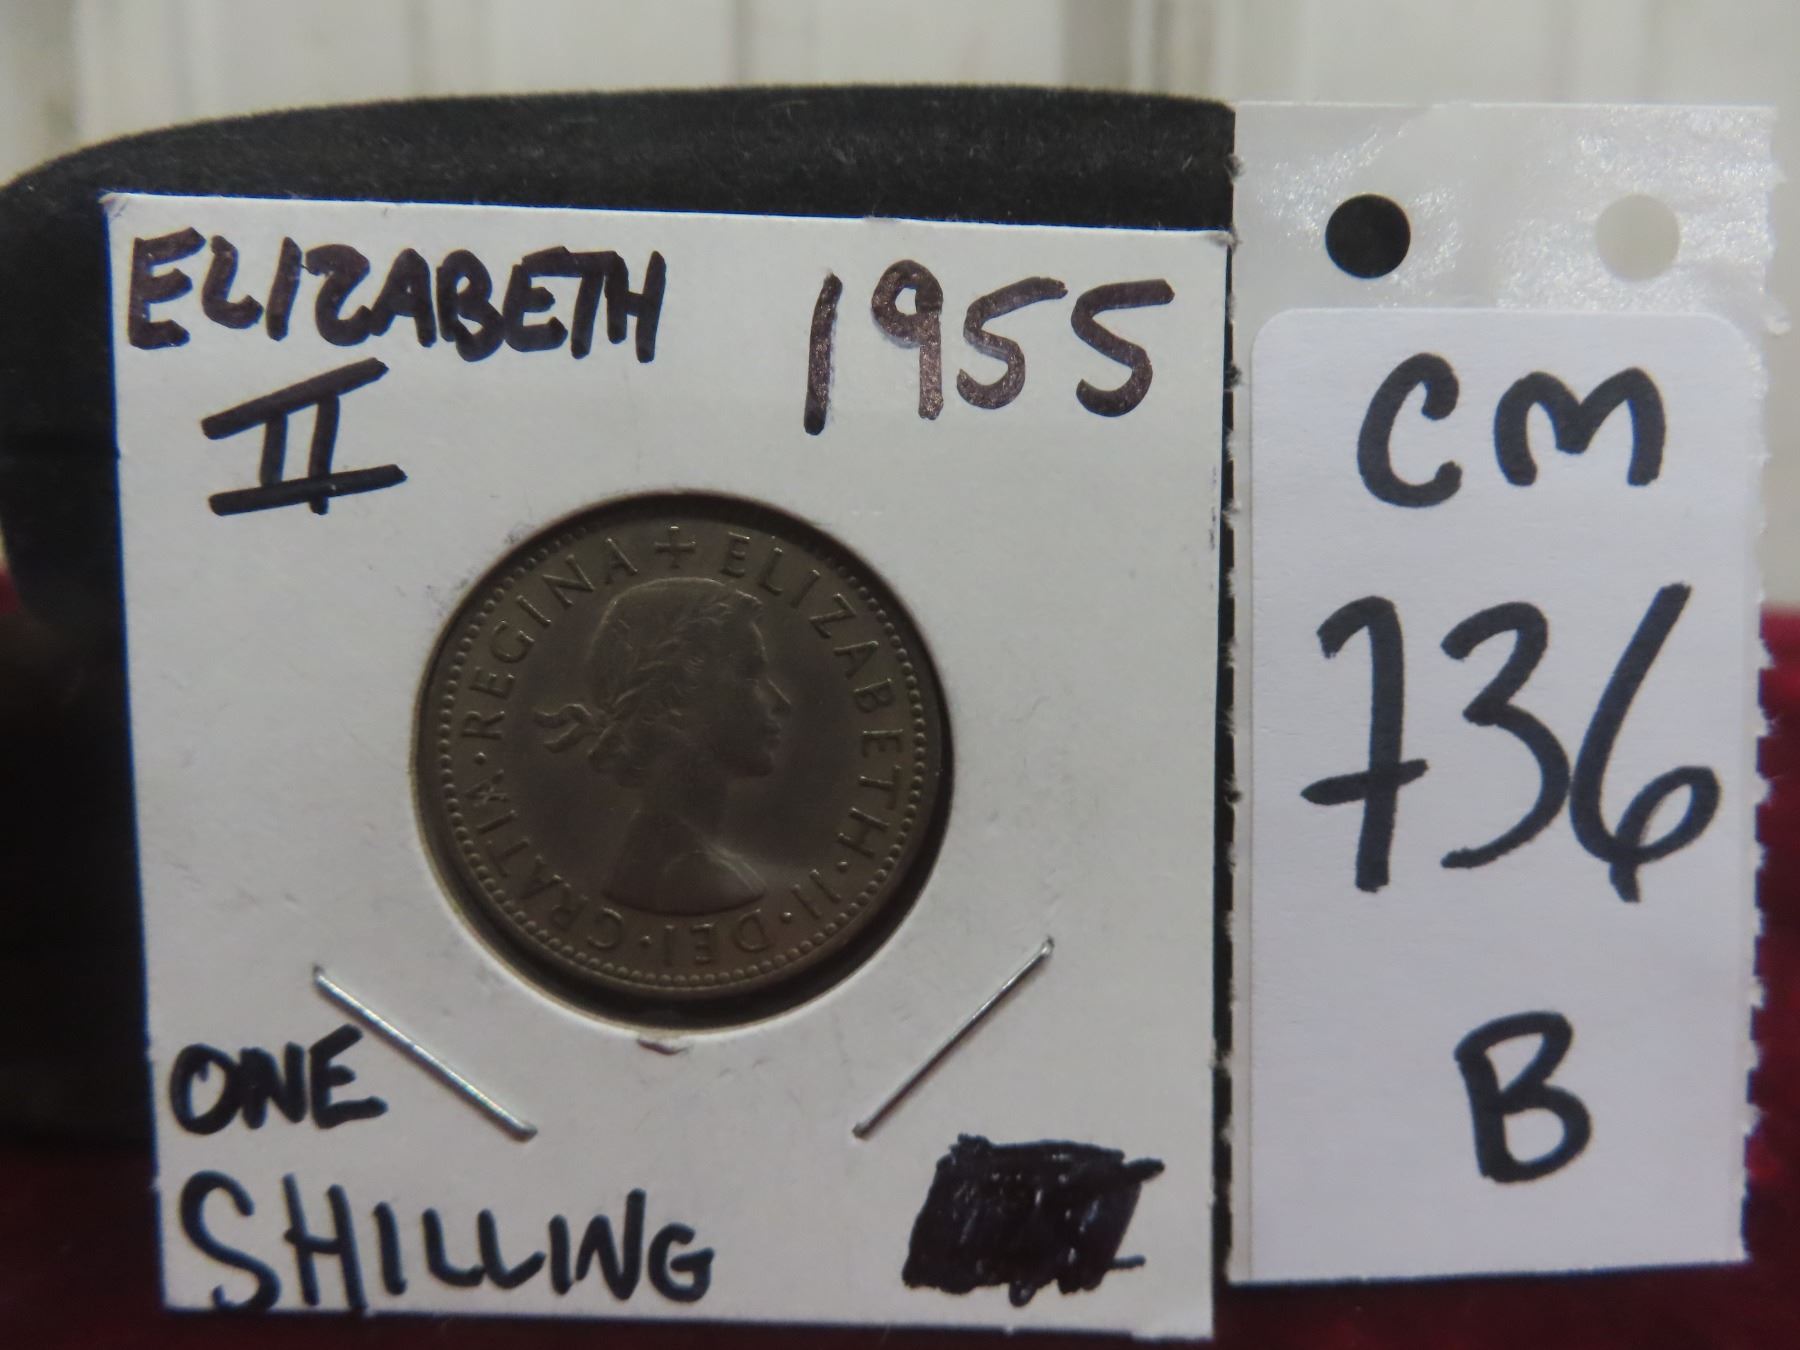 ELIZABETH 1955
II
+ ELIZABETH · II · DEI · GRATIA · REGINA
ONE
SHILLING
CM
736
B